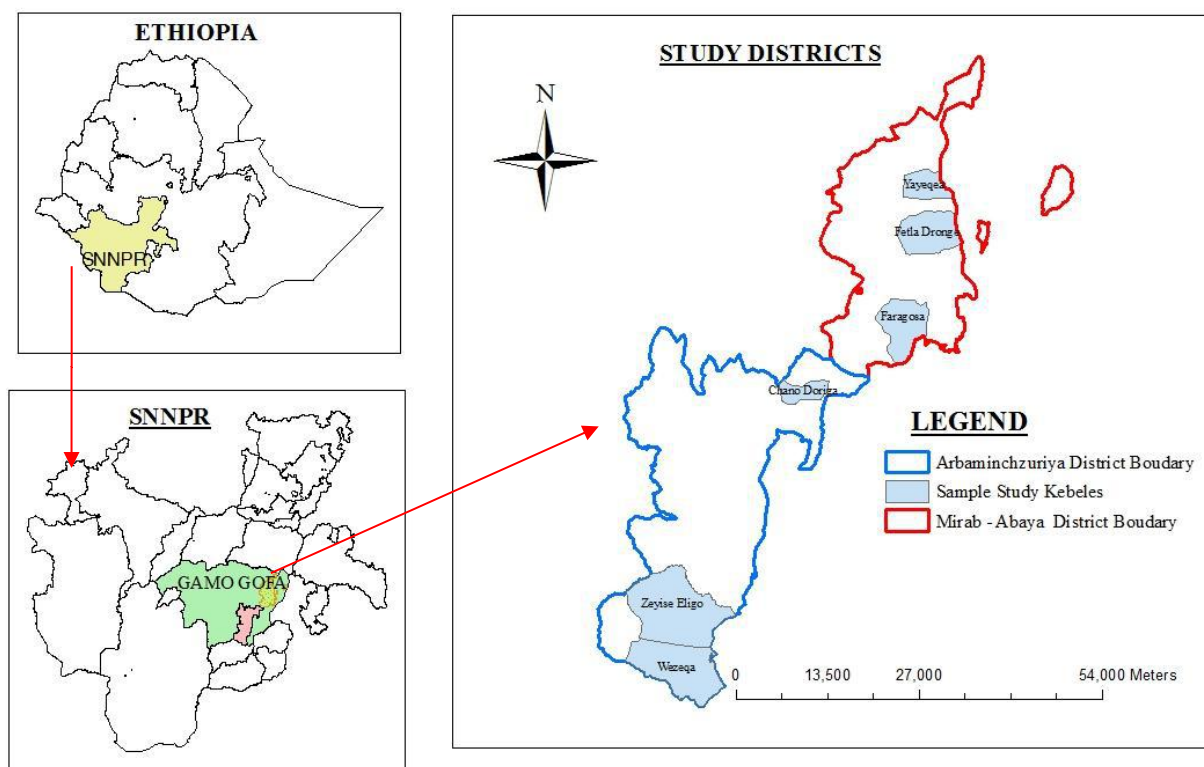 ETHIOPIA
SNNPR
SNNPR
GAMO GOFA
STUDY DISTRICTS
N
Yayeqea
Fetla Dronge
Faragosa
Chano Doriga
Zeyise Eligo
Wezeqa
LEGEND
Arbaminchzuriya District Boudary
Sample Study Kebeles
Mirab - Abaya District Boudary
0 13,500 27,000 54,000 Meters